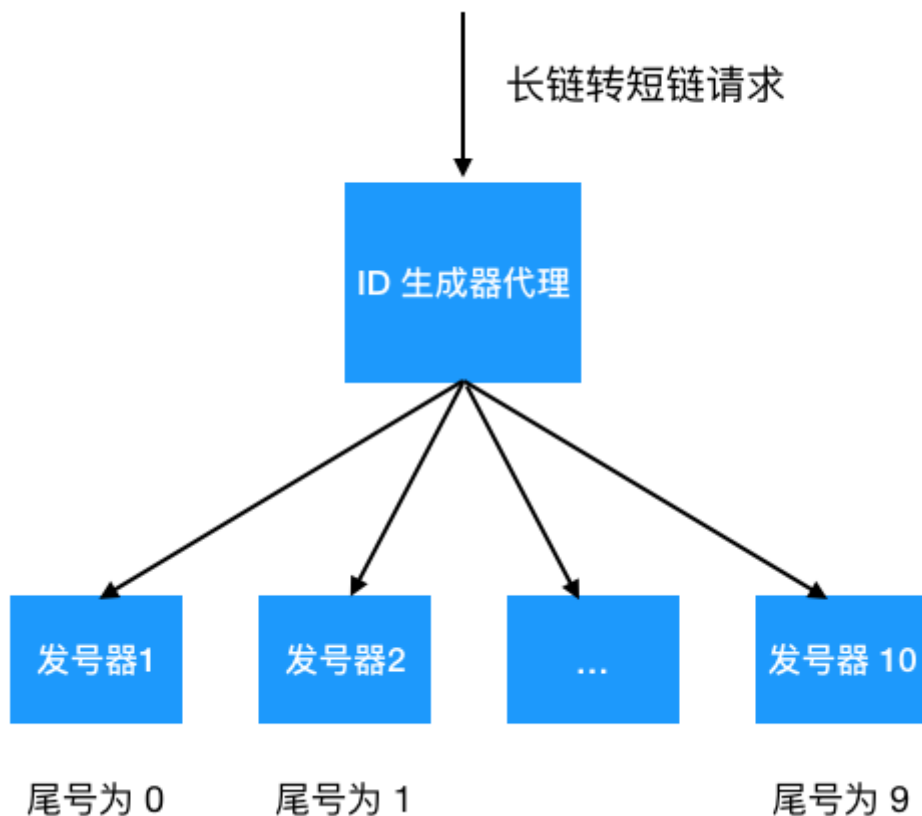 长链转短链请求
ID 生成器代理
发号器1
发号器2
...
发号器 10
尾号为 0
尾号为 1
尾号为 9